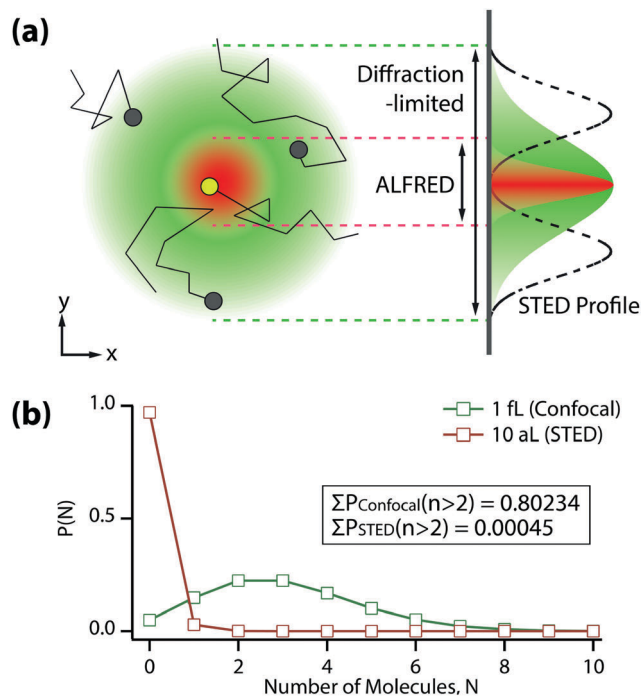 (a)
Diffraction
-limited
ALFRED
STED Profile
y
x
(b)
1.0
0.5
0.0
P(N)
1 fL (Confocal)
10 aL (STED)
ΣPConfocal(n>2) = 0.80234
ΣPSTED(n>2) = 0.00045
0 2 4 6 8 10
Number of Molecules, N